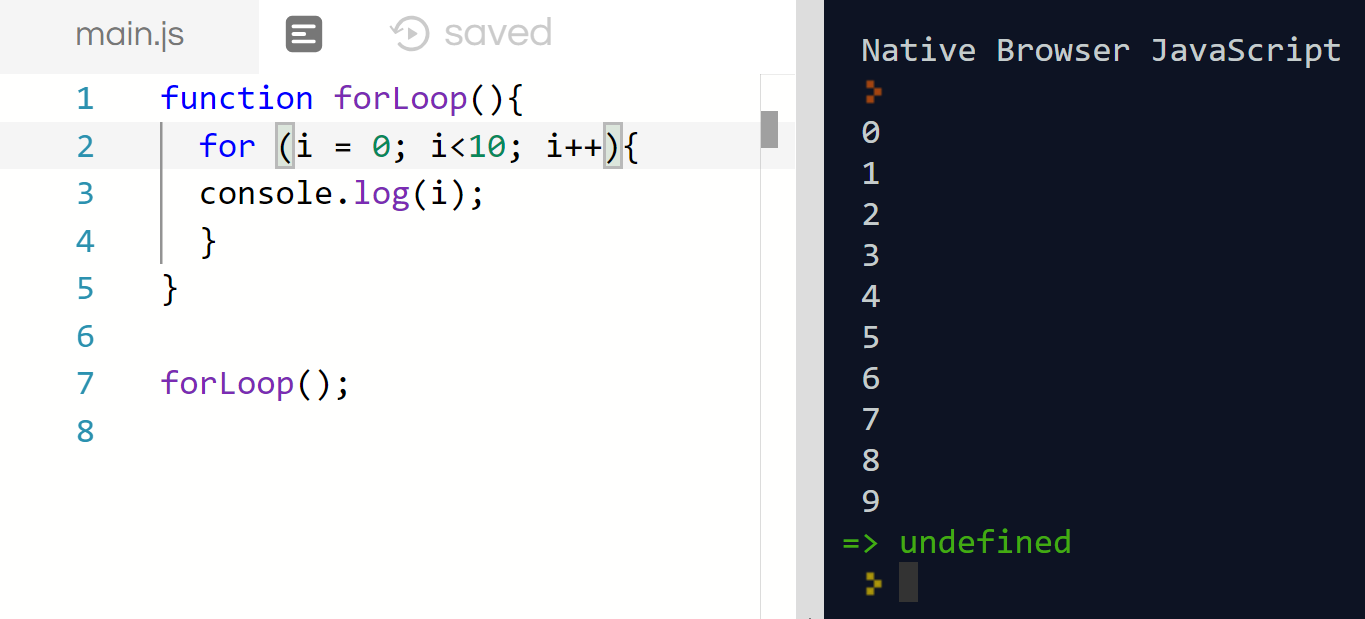 main.js saved
1 function forLoop(){
2   for (i = 0; i<10; i++){
3   console.log(i);
4   }
5 }
6
7 forLoop();
8
Native Browser JavaScript
0
1
2
3
4
5
6
7
8
9
=> undefined